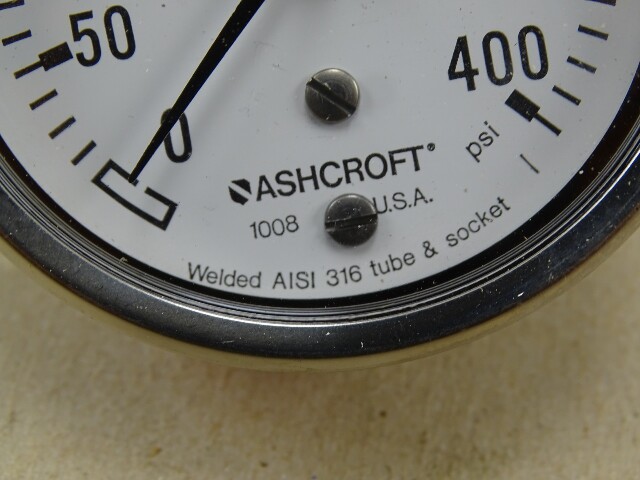 50
400
0
psi
ASHCROFT®
1008 U.S.A.
Welded AISI 316 tube & socket